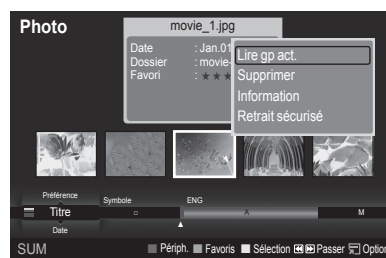 Photo
movie_1.jpg
Date : Jan.01
Dossier : movie-
Favori : ★★★
Lire gp act.
Supprimer
Information
Retrait sécurisé
Préférence
Titre
Date
Symbole
ENG
A
M
SUM
Périph. Favoris Sélection Passer Option